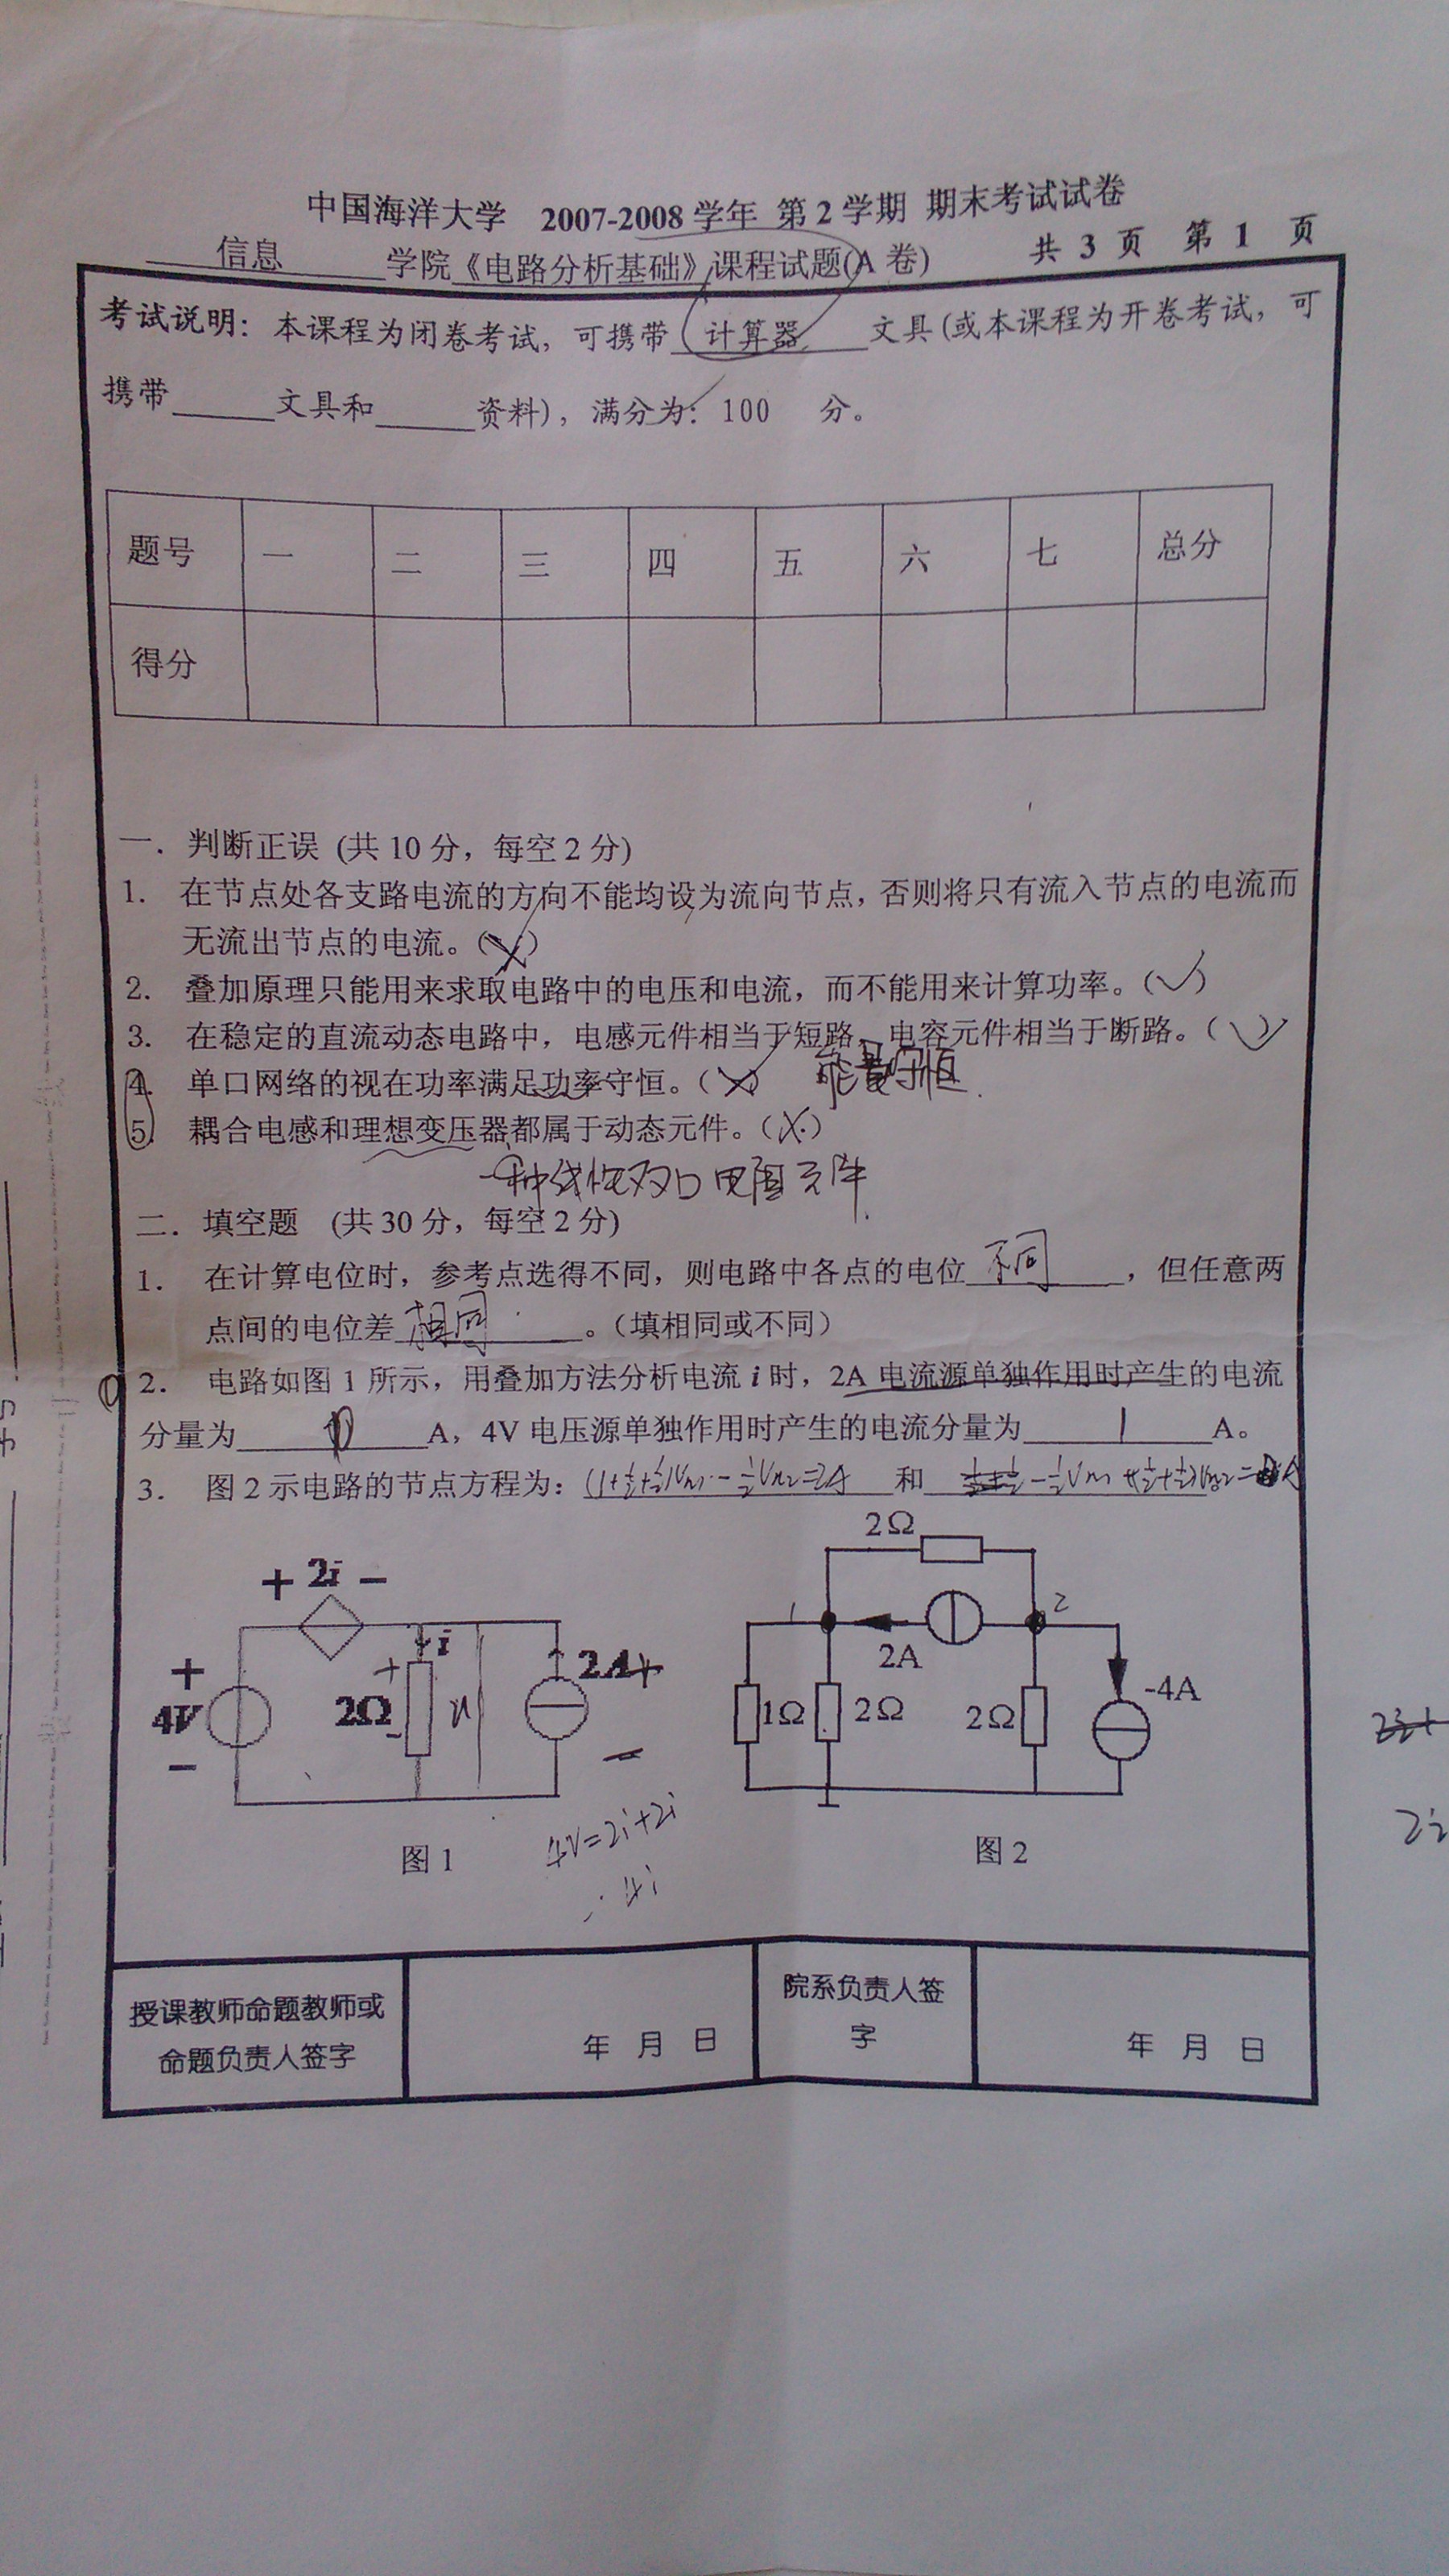 中国海洋大学 2007-2008 学年 第 2 学期 期末考试试卷
信息 学院《电路分析基础》课程试题(A 卷) 共 3 页 第 1 页
考试说明：本课程为闭卷考试，可携带 计算器 文具(或本课程为开卷考试，可
携带 文具和 资料)，满分为：100 分。
题号 一 二 三 四 五 六 七 总分
得分
一．判断正误 (共 10 分，每空 2 分)
1. 在节点处各支路电流的方向不能均设为流向节点，否则将只有流入节点的电流而
无流出节点的电流。(×)
2. 叠加原理只能用来求取电路中的电压和电流，而不能用来计算功率。(√)
3. 在稳定的直流动态电路中，电感元件相当于短路，电容元件相当于断路。(√)
4. 单口网络的视在功率满足功率守恒。(×) 能量守恒.
5. 耦合电感和理想变压器都属于动态元件。(×)
一种线性双口电阻元件.
二．填空题 (共 30 分，每空 2 分)
1. 在计算电位时，参考点选得不同，则电路中各点的电位 不同 ，但任意两
点间的电位差 相同 。（填相同或不同）
2. 电路如图 1 所示，用叠加方法分析电流 i 时，2A 电流源单独作用时产生的电流
分量为 A，4V 电压源单独作用时产生的电流分量为 1 A。
3. 图 2 示电路的节点方程为： 和
+ 2i −
+
4V
−
i
+
2Ω
-
u
2A
+
−
图 1
4V=2i+2i
4i
2Ω
1
2
2A
1Ω
2Ω
2Ω
-4A
图 2
授课教师命题教师或
命题负责人签字
年 月 日
院系负责人签
字
年 月 日